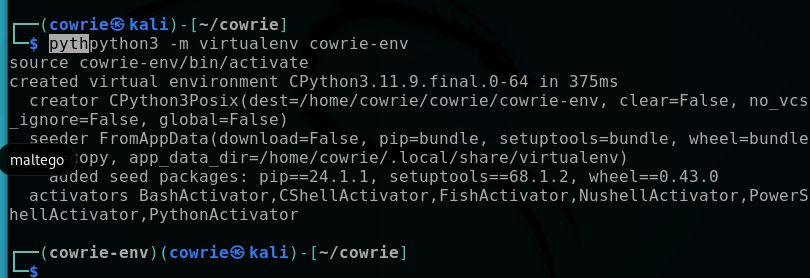 ┌──(cowrie㉿kali)-[~/cowrie]
└─$ pythpython3 -m virtualenv cowrie-env
source cowrie-env/bin/activate
created virtual environment CPython3.11.9.final.0-64 in 375ms
  creator CPython3Posix(dest=/home/cowrie/cowrie/cowrie-env, clear=False, no_vcs
_ignore=False, global=False)
  seeder FromAppData(download=False, pip=bundle, setuptools=bundle, wheel=bundle
maltego
copy, app_data_dir=/home/cowrie/.local/share/virtualenv)
    added seed packages: pip==24.1.1, setuptools==68.1.2, wheel==0.43.0
  activators BashActivator,CShellActivator,FishActivator,NushellActivator,PowerS
hellActivator,PythonActivator
┌──(cowrie-env)(cowrie㉿kali)-[~/cowrie]
└─$